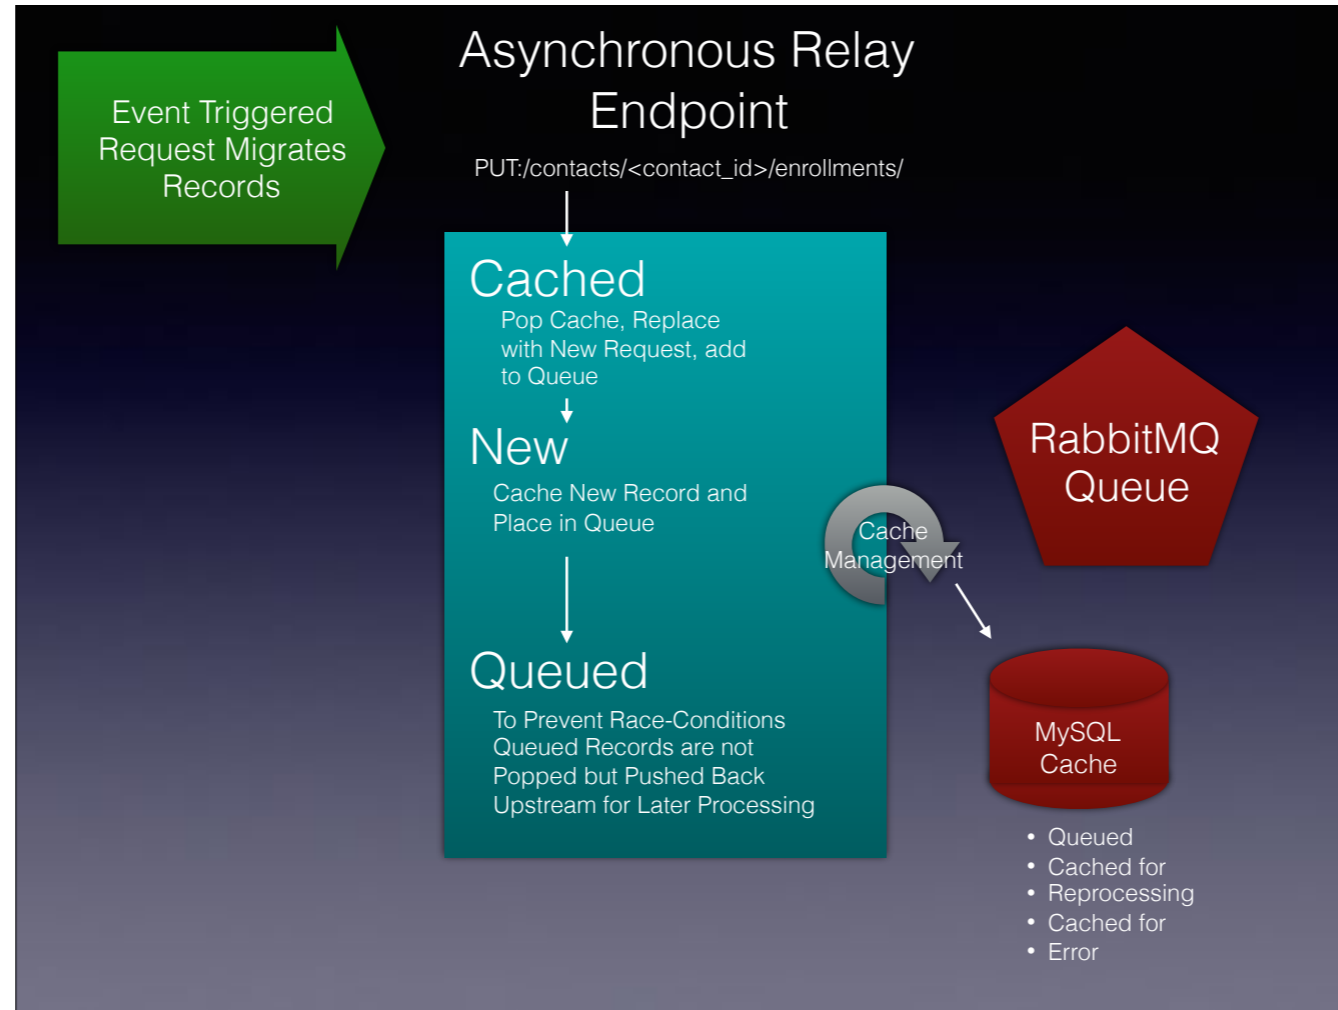 Asynchronous Relay
Endpoint
PUT:/contacts/<contact_id>/enrollments/
Event Triggered
Request Migrates
Records
Cached
Pop Cache, Replace
with New Request, add
to Queue
New
Cache New Record and
Place in Queue
Queued
To Prevent Race-Conditions
Queued Records are not
Popped but Pushed Back
Upstream for Later Processing
Cache
Management
RabbitMQ
Queue
MySQL
Cache
• Queued
• Cached for
• Reprocessing
• Cached for
• Error